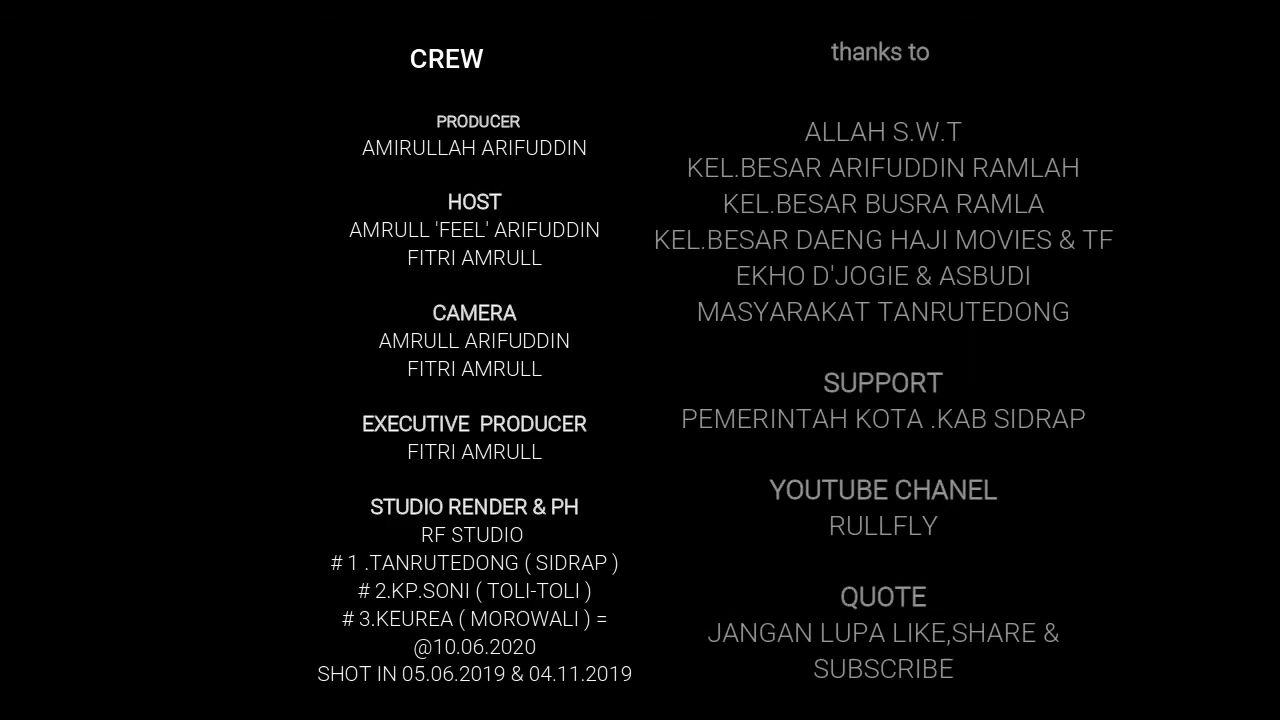 CREW
PRODUCER
AMIRULLAH ARIFUDDIN
HOST
AMRULL 'FEEL' ARIFUDDIN
FITRI AMRULL
CAMERA
AMRULL ARIFUDDIN
FITRI AMRULL
EXECUTIVE PRODUCER
FITRI AMRULL
STUDIO RENDER & PH
RF STUDIO
# 1 .TANRUTEDONG ( SIDRAP )
# 2.KP.SONI ( TOLI-TOLI )
# 3.KEUREA ( MOROWALI ) =
@10.06.2020
SHOT IN 05.06.2019 & 04.11.2019
thanks to
ALLAH S.W.T
KEL.BESAR ARIFUDDIN RAMLAH
KEL.BESAR BUSRA RAMLA
KEL.BESAR DAENG HAJI MOVIES & TF
EKHO D'JOGIE & ASBUDI
MASYARAKAT TANRUTEDONG
SUPPORT
PEMERINTAH KOTA .KAB SIDRAP
YOUTUBE CHANEL
RULLFLY
QUOTE
JANGAN LUPA LIKE,SHARE &
SUBSCRIBE